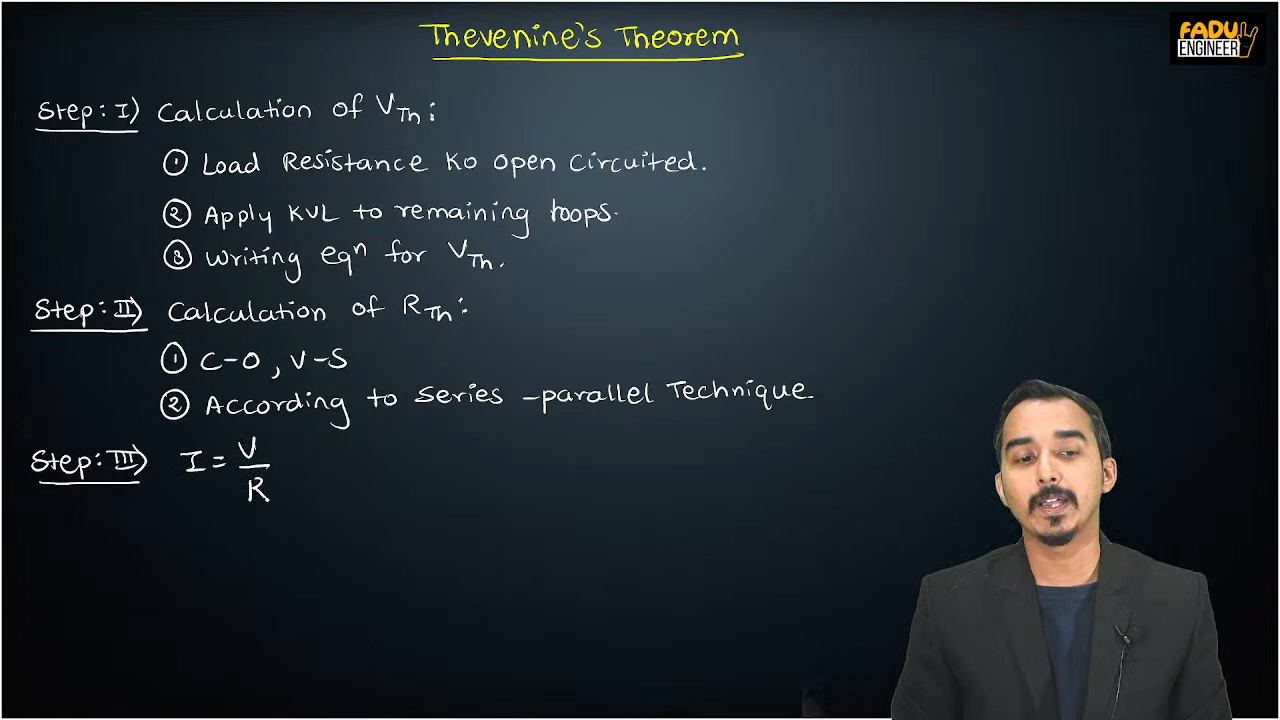 Thevenine's Theorem
FADU
ENGINEER
Step: I) Calculation of VTh:
① Load Resistance Ko open circuited.
② Apply KVL to remaining loops.
③ Writing eqn for VTh.
Step: II) Calculation of RTh:
① C-O, V-S
② According to series -parallel Technique
Step: III) I = V/R